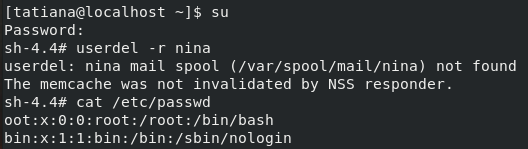 [tatiana@localhost ~]$ su
Password:
sh-4.4# userdel -r nina
userdel: nina mail spool (/var/spool/mail/nina) not found
The memcache was not invalidated by NSS responder.
sh-4.4# cat /etc/passwd
oot:x:0:0:root:/root:/bin/bash
bin:x:1:1:bin:/bin:/sbin/nologin